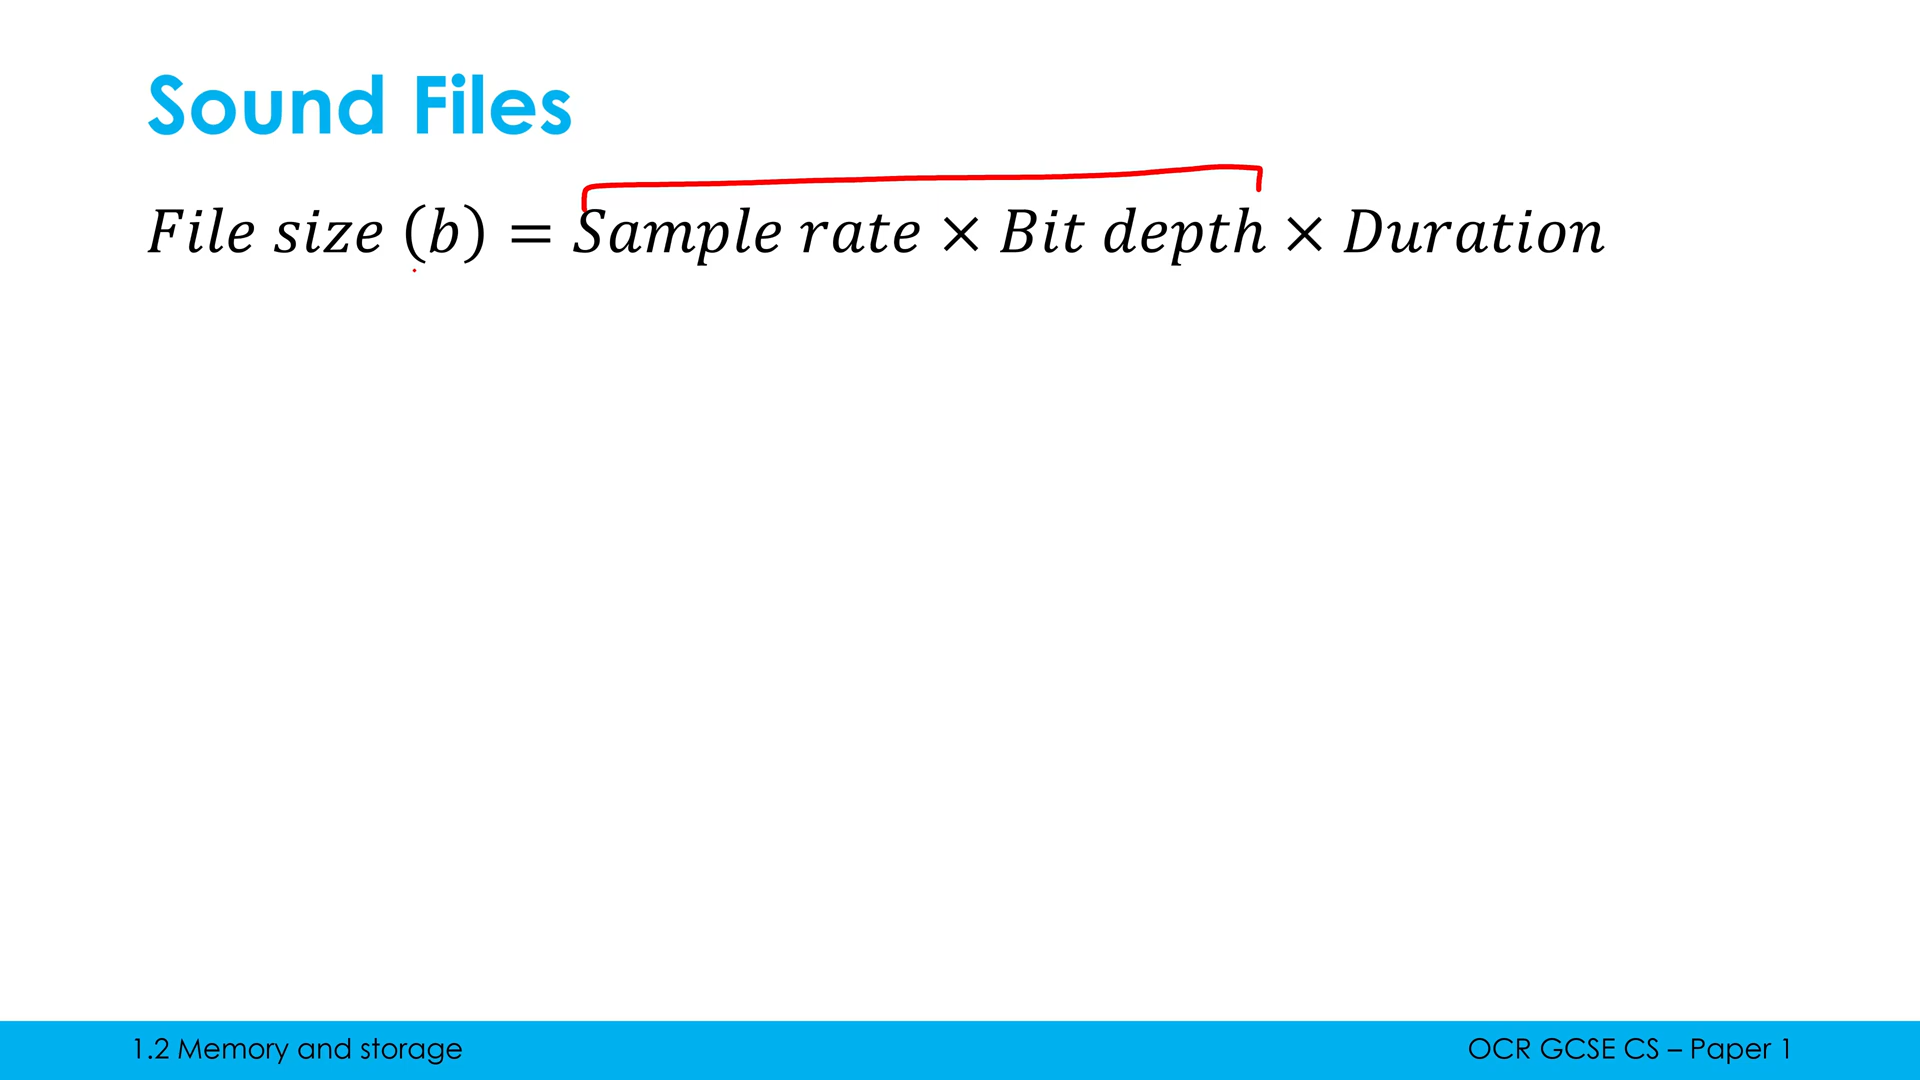 Sound Files
File size (b) = Sample rate × Bit depth × Duration
1.2 Memory and storage
OCR GCSE CS – Paper 1